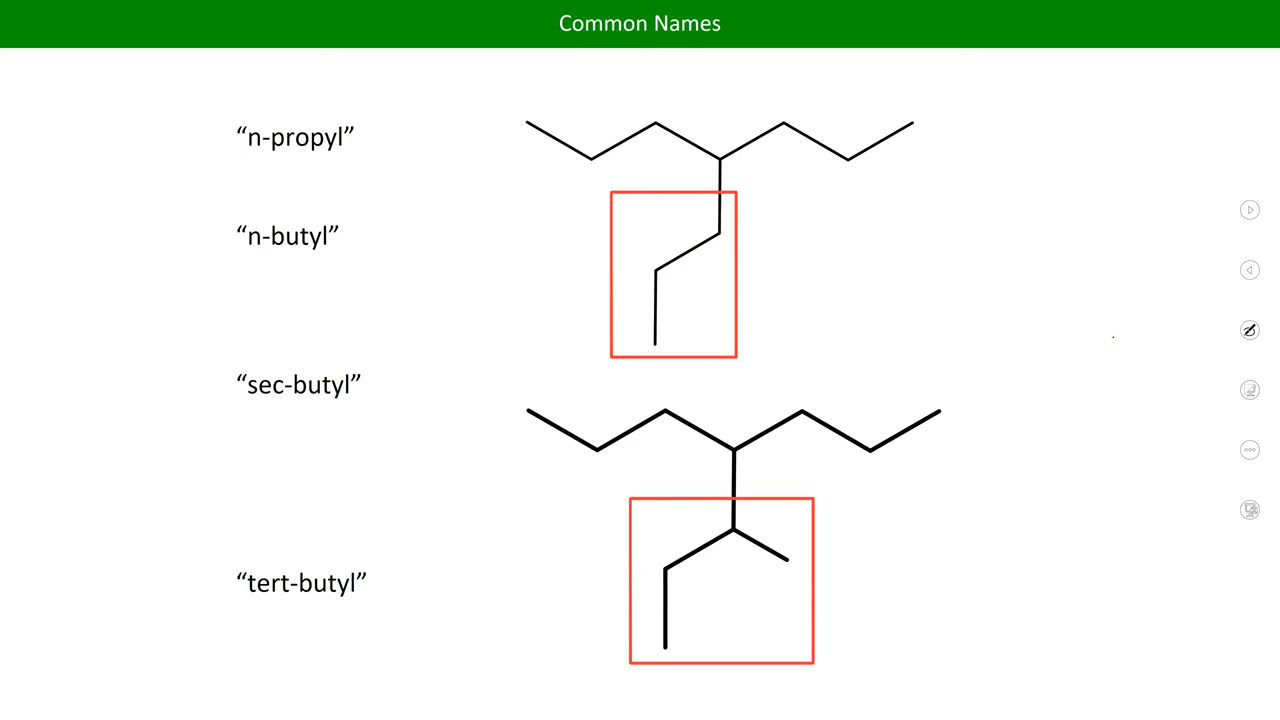 Common Names
“n-propyl”
“n-butyl”
“sec-butyl”
“tert-butyl”